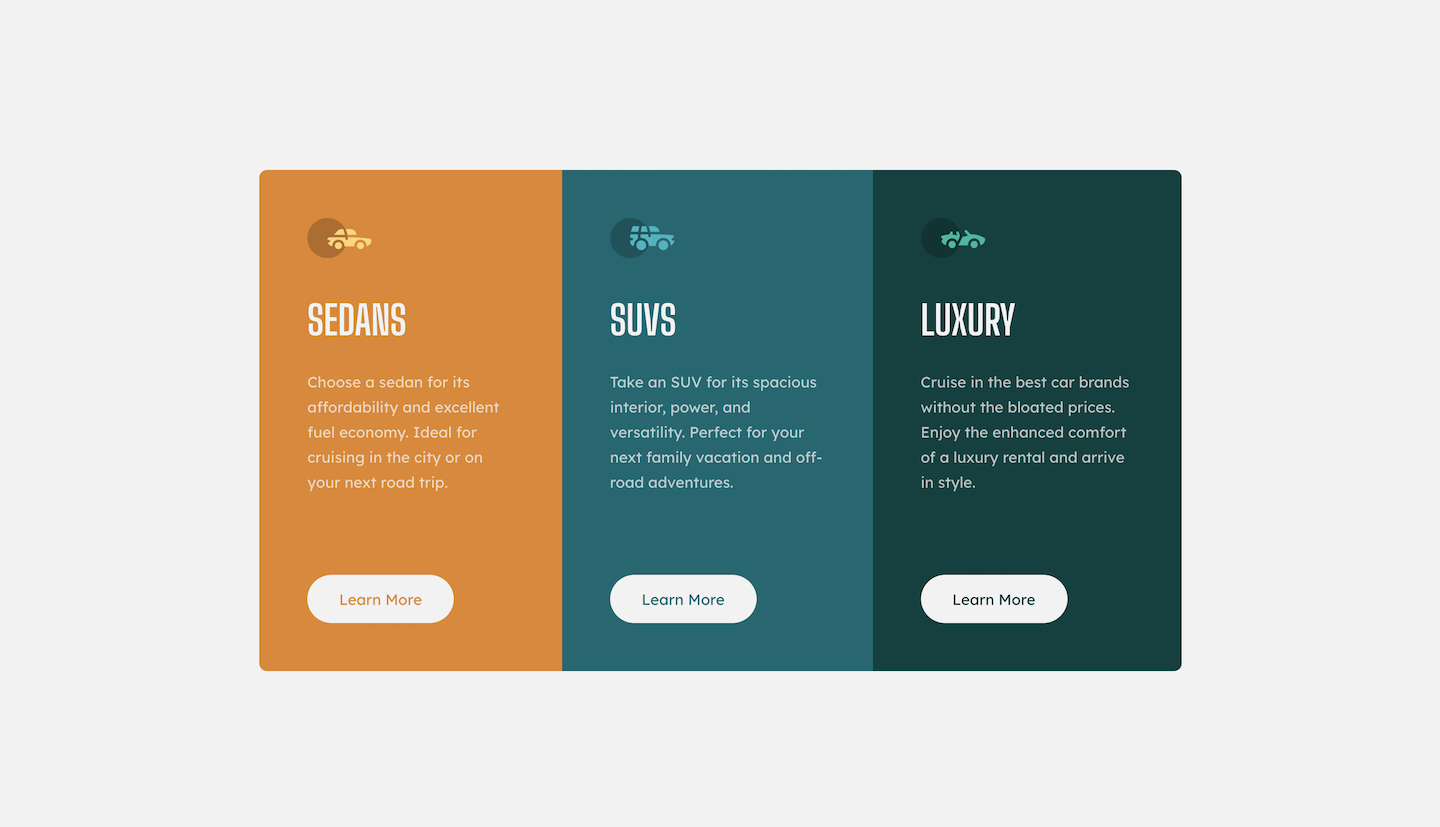 SEDANS
Choose a sedan for its
affordability and excellent
fuel economy. Ideal for
cruising in the city or on
your next road trip.
Learn More
SUVS
Take an SUV for its spacious
interior, power, and
versatility. Perfect for your
next family vacation and off-
road adventures.
Learn More
LUXURY
Cruise in the best car brands
without the bloated prices.
Enjoy the enhanced comfort
of a luxury rental and arrive
in style.
Learn More